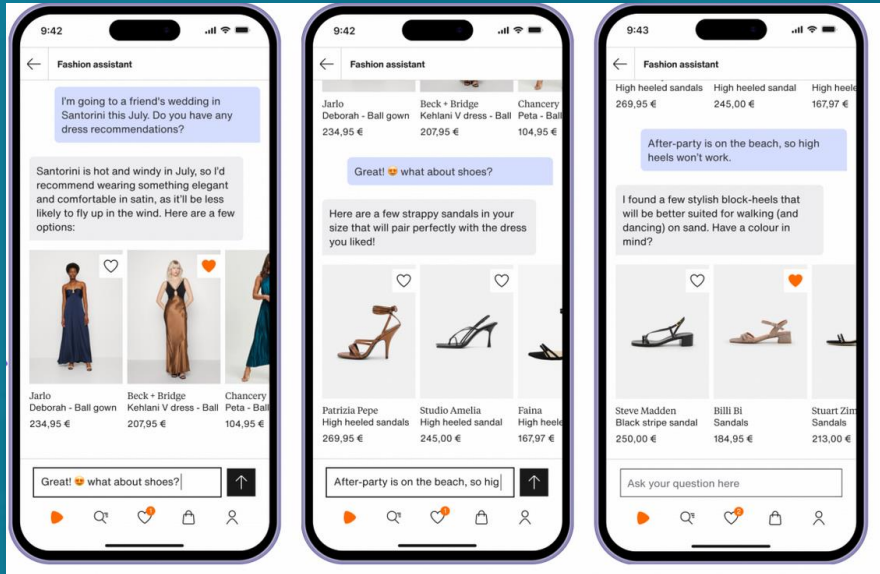 9:42
Fashion assistant
I'm going to a friend's wedding in
Santorini this July. Do you have any
dress recommendations?
Santorini is hot and windy in July, so I'd
recommend wearing something elegant
and comfortable in satin, as it'll be less
likely to fly up in the wind. Here are a few
options:
Jarlo
Deborah - Ball gown
234,95 €
Beck + Bridge
Kehlani V dress - Ball
207,95 €
Chancery
Peta - Ball
104,95 €
Great! 😍 what about shoes?
1
9:42
Fashion assistant
Jarlo
Deborah - Ball gown
234,95 €
Beck + Bridge
Kehlani V dress - Ball
207,95 €
Chancery
Peta - Ball
104,95 €
Great! 😍 what about shoes?
Here are a few strappy sandals in your
size that will pair perfectly with the dress
you liked!
Patrizia Pepe
High heeled sandals
269,95 €
Studio Amelia
High heeled sandal
245,00 €
Faina
High heele
167,97 €
After-party is on the beach, so hig
1
9:43
Fashion assistant
High heeled sandals
269,95 €
High heeled sandal
245,00 €
High heele
167,97 €
After-party is on the beach, so high
heels won't work.
I found a few stylish block-heels that
will be better suited for walking (and
dancing) on sand. Have a colour in
mind?
Steve Madden
Black stripe sandal
250,00 €
Billi Bi
Sandals
184,95 €
Stuart Zim
Sandals
213,00 €
Ask your question here
2